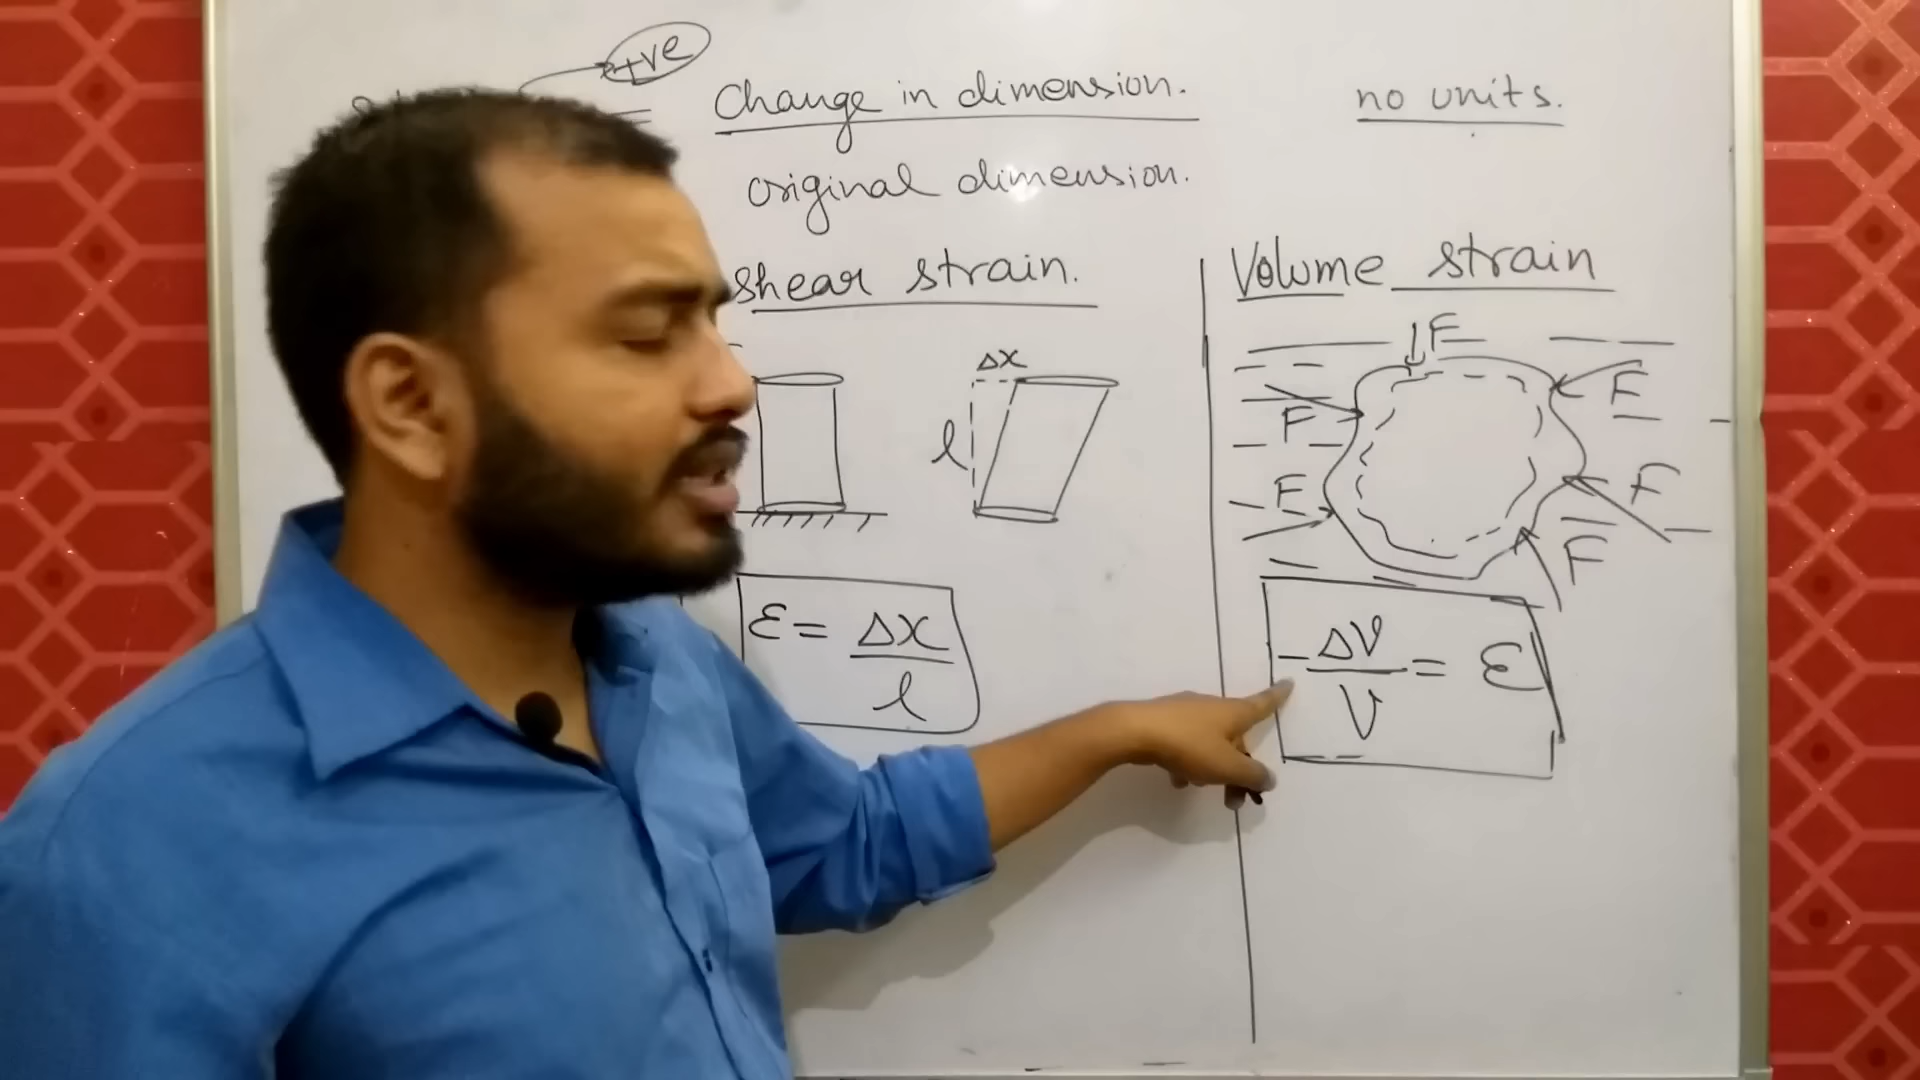 +ve
Change in dimension.
original dimension.
no units.
shear strain.
Volume strain
Δx
l
F
F
F
F
F
F
ε = Δx
l
- ΔV = ε
V